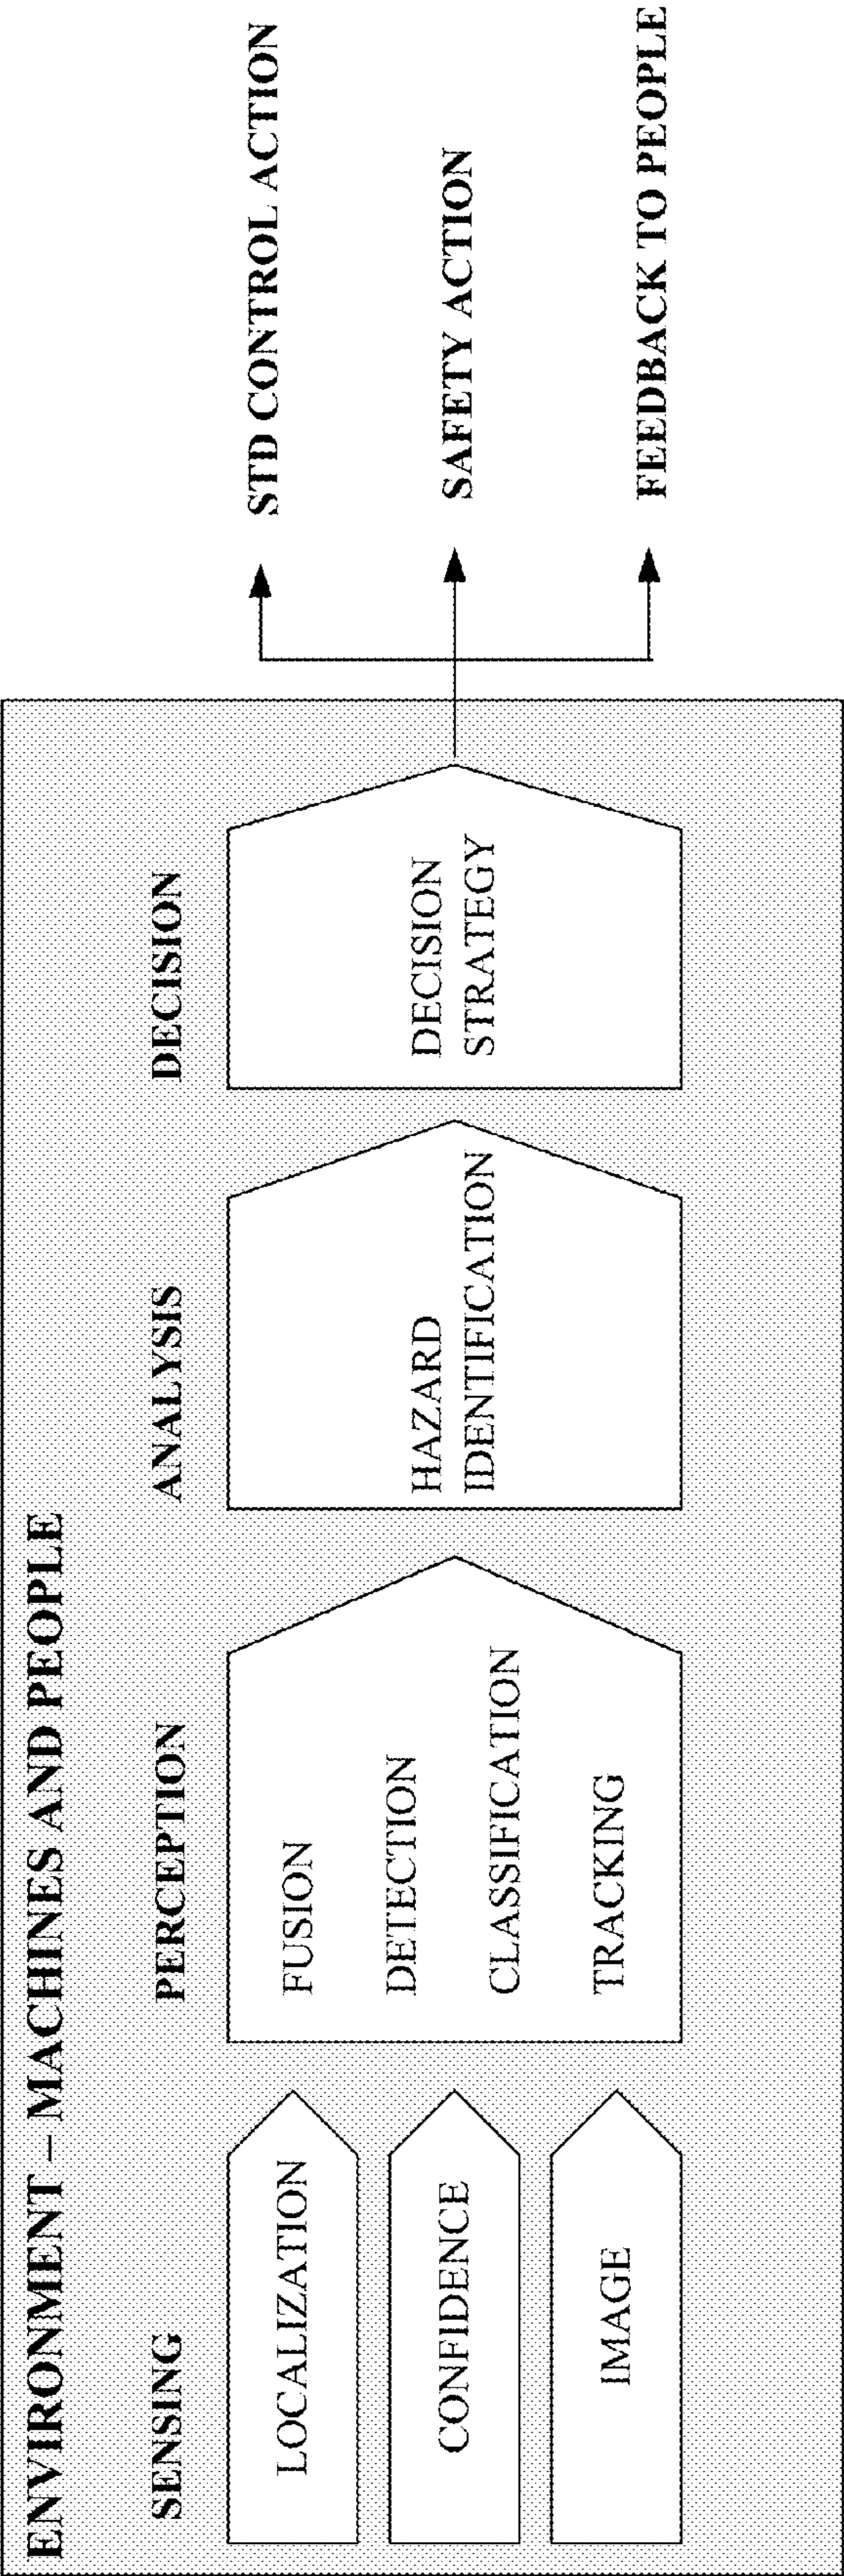 ENVIRONMENT – MACHINES AND PEOPLE
SENSING
LOCALIZATION
CONFIDENCE
IMAGE
PERCEPTION
FUSION
DETECTION
CLASSIFICATION
TRACKING
ANALYSIS
HAZARD
IDENTIFICATION
DECISION
DECISION
STRATEGY
STD CONTROL ACTION
SAFETY ACTION
FEEDBACK TO PEOPLE